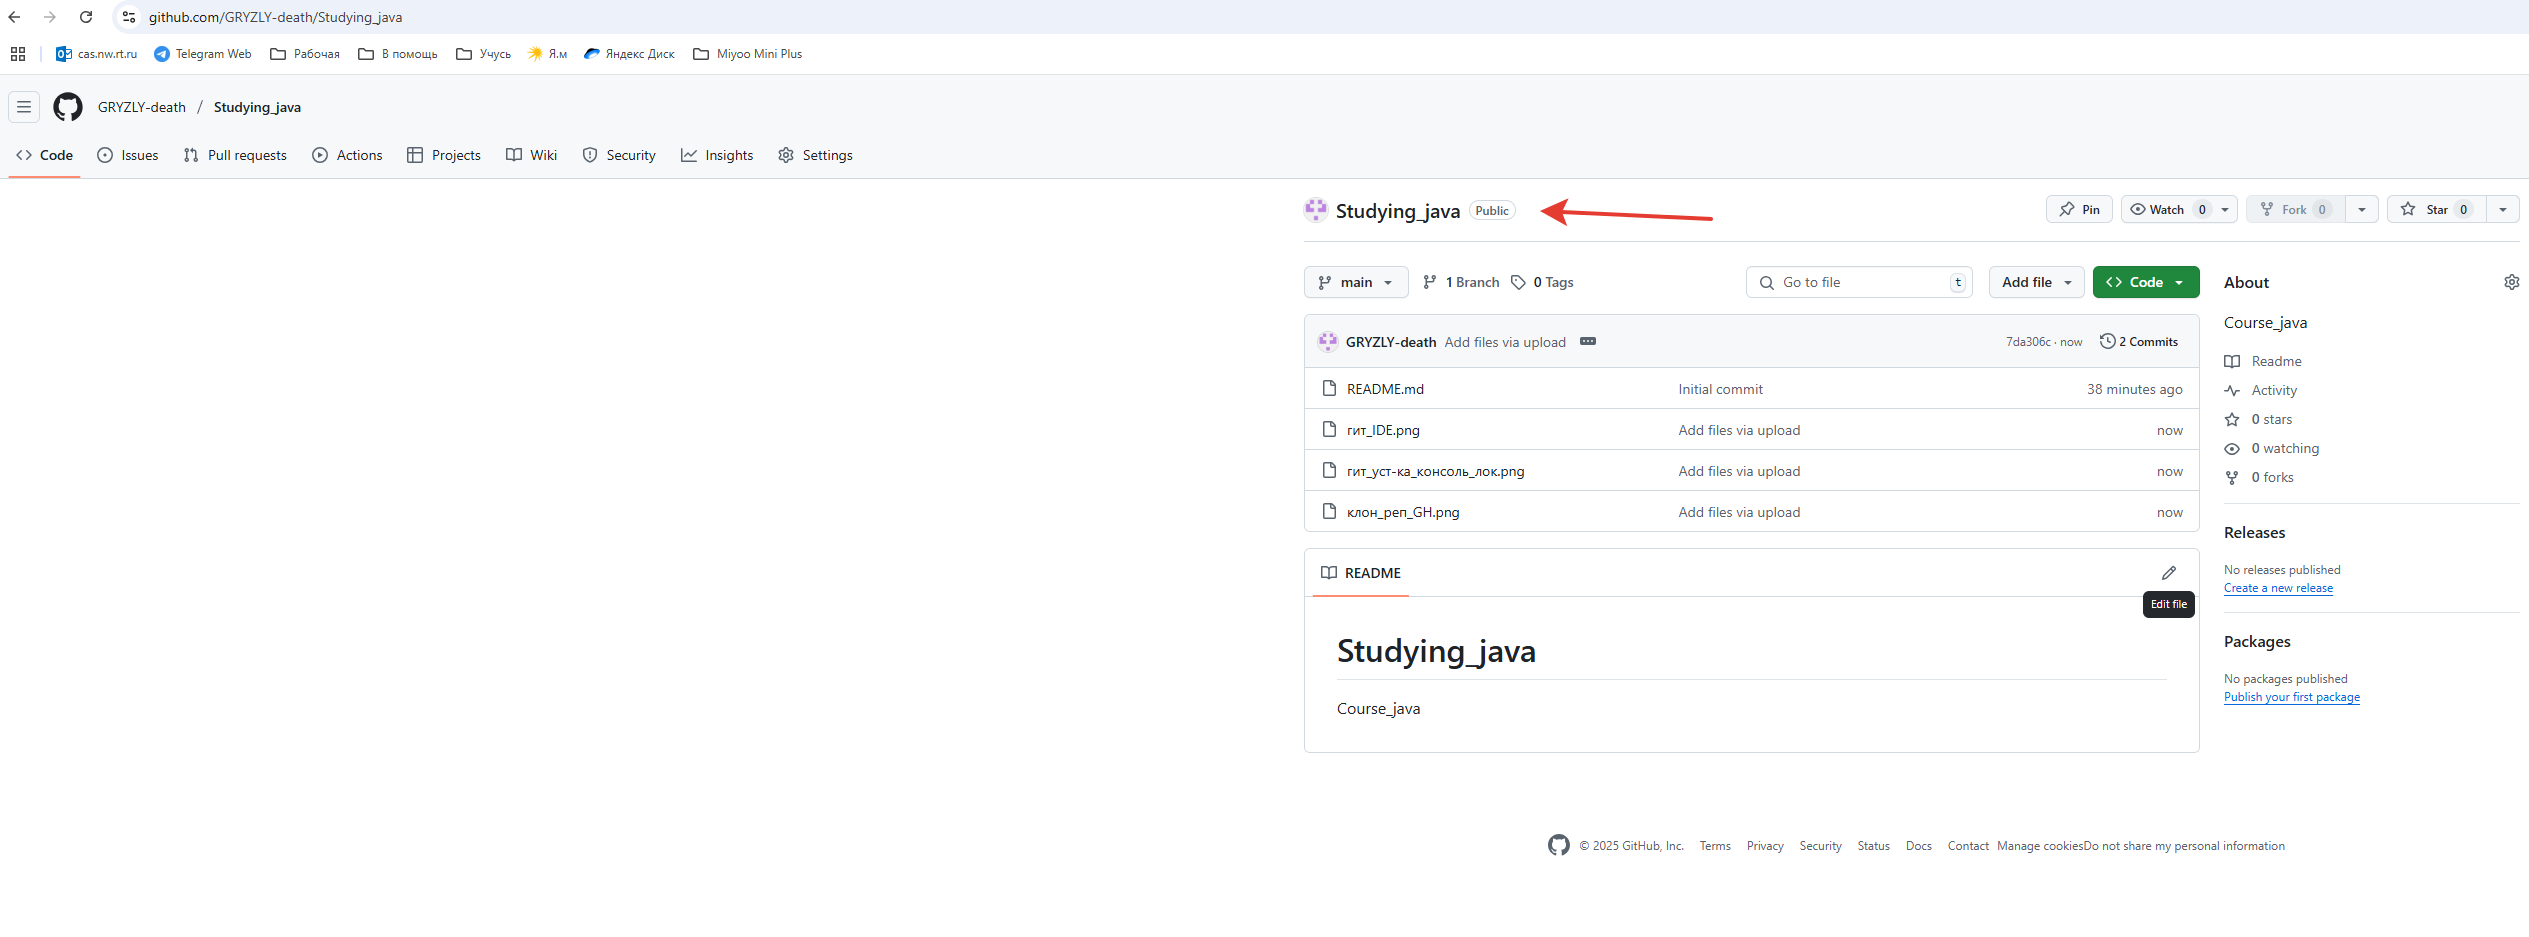 github.com/GRYZLY-death/Studying_java
cas.nw.rt.ru Telegram Web Рабочая В помощь Учусь Я.м Яндекс Диск Miyoo Mini Plus
GRYZLY-death / Studying_java
Code Issues Pull requests Actions Projects Wiki Security Insights Settings
Studying_java Public Pin Watch 0 Fork 0 Star 0
main 1 Branch 0 Tags Go to file t Add file Code
GRYZLY-death Add files via upload 7da306c · now 2 Commits
README.md Initial commit 38 minutes ago
гит_IDE.png Add files via upload now
гит_уст-ка_консоль_лок.png Add files via upload now
клон_реп_GH.png Add files via upload now
README
Edit file
Studying_java
Course_java
About
Course_java
Readme
Activity
0 stars
0 watching
0 forks
Releases
No releases published
Create a new release
Packages
No packages published
Publish your first package
© 2025 GitHub, Inc. Terms Privacy Security Status Docs Contact Manage cookies Do not share my personal information